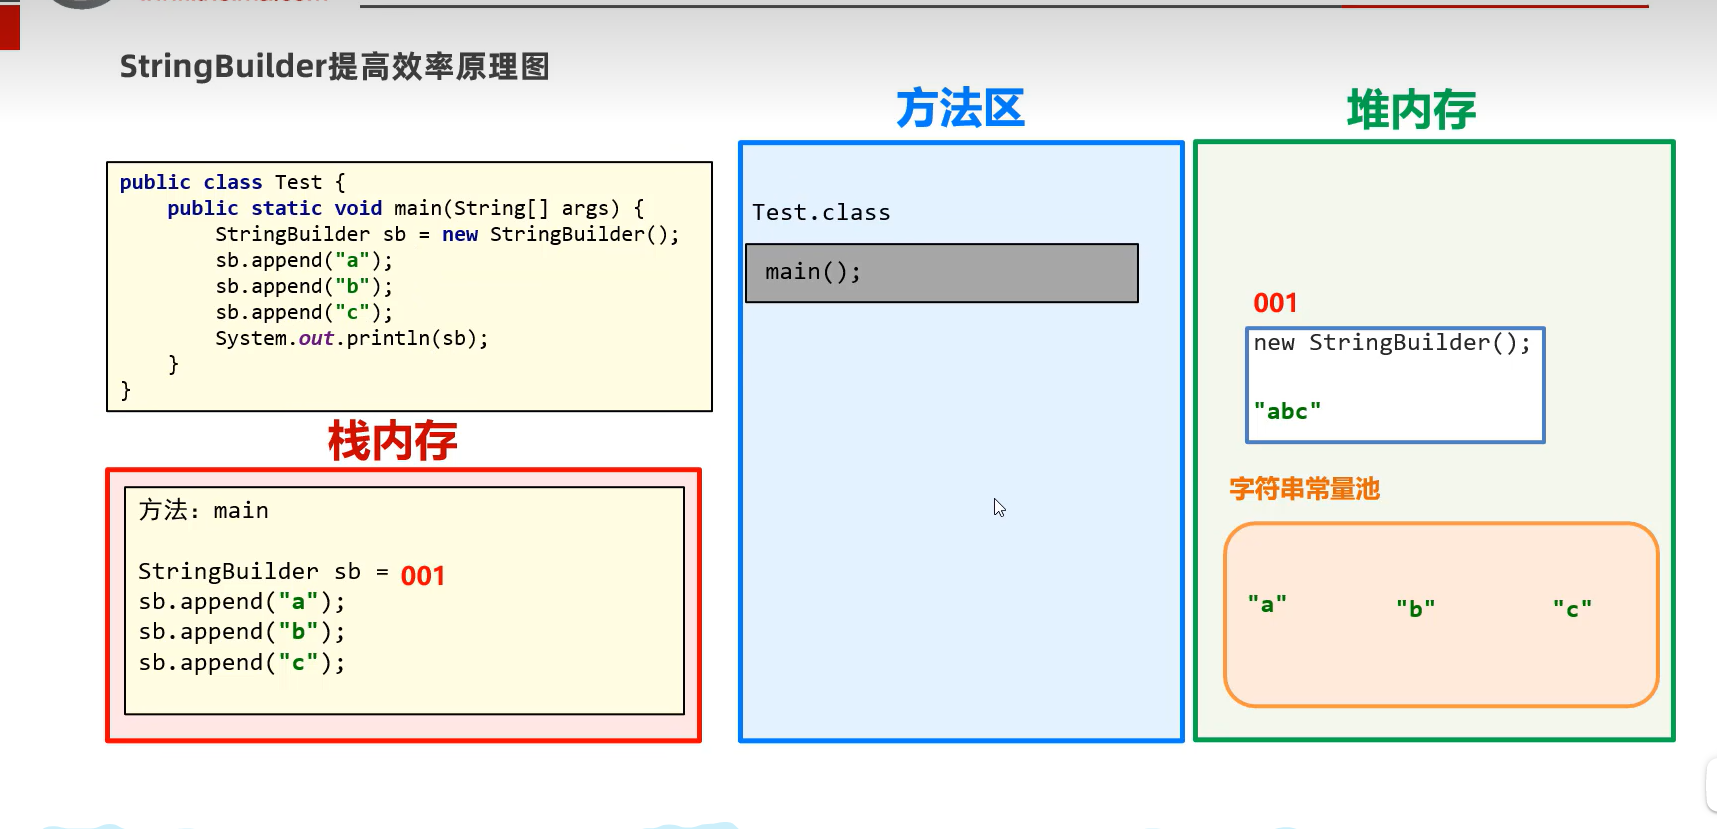 StringBuilder提高效率原理图
方法区
堆内存
public class Test {
public static void main(String[] args) {
StringBuilder sb = new StringBuilder();
sb.append("a");
sb.append("b");
sb.append("c");
System.out.println(sb);
}
}
Test.class
main();
001
new StringBuilder();
"abc"
栈内存
方法：main
StringBuilder sb = 001
sb.append("a");
sb.append("b");
sb.append("c");
字符串常量池
"a" "b" "c"